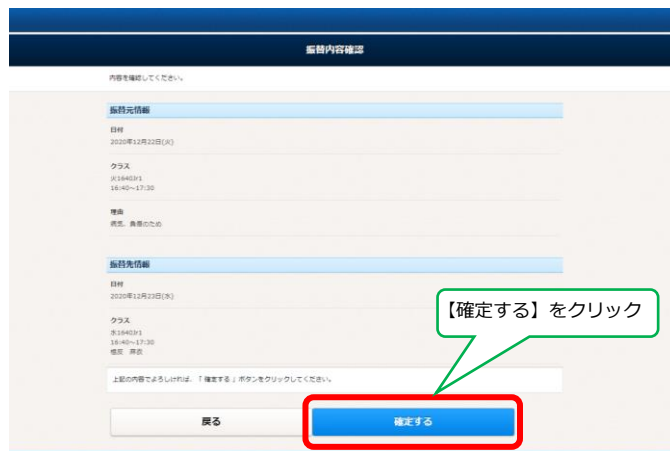 振替内容確認
内容を確認してください。
振替元情報
日付
2020年12月22日(火)
クラス
火1640Jr1
16:40～17:30
理由
病気、負傷のため
振替先情報
日付
2020年12月23日(水)
クラス
水1640Jr1
16:40～17:30
上記の内容でよろしければ、「 確定する 」ボタンをクリックしてください。
【確定する】をクリック
戻る
確定する